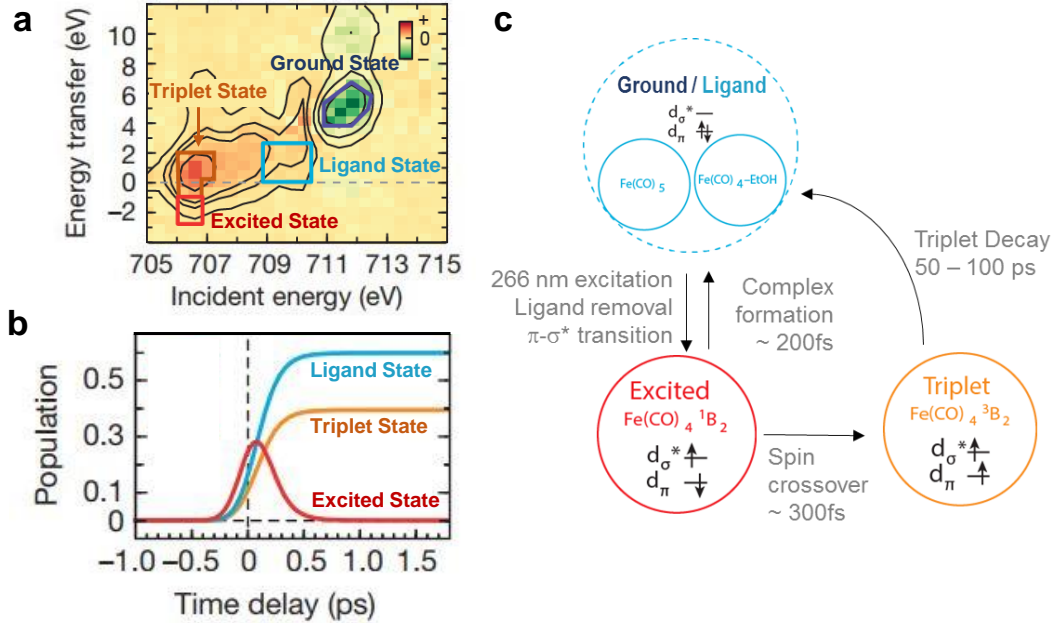 a
Energy transfer (eV)
10
8
6
4
2
0
−2
+
0
−
Ground State
Triplet State
Ligand State
Excited State
705 707 709 711 713 715
Incident energy (eV)
b
Population
0.5
0.3
0.1
0
Ligand State
Triplet State
Excited State
−1.0 −0.5 0 0.5 1.0 1.5
Time delay (ps)
c
Ground / Ligand
dσ*
dπ
Fe(CO) 5
Fe(CO) 4–EtOH
266 nm excitation
Ligand removal
π-σ* transition
Complex
formation
~ 200fs
Triplet Decay
50 – 100 ps
Excited
Fe(CO) 4 ¹B₂
dσ*
dπ
Spin
crossover
~ 300fs
Triplet
Fe(CO) 4 ³B₂
dσ*
dπ